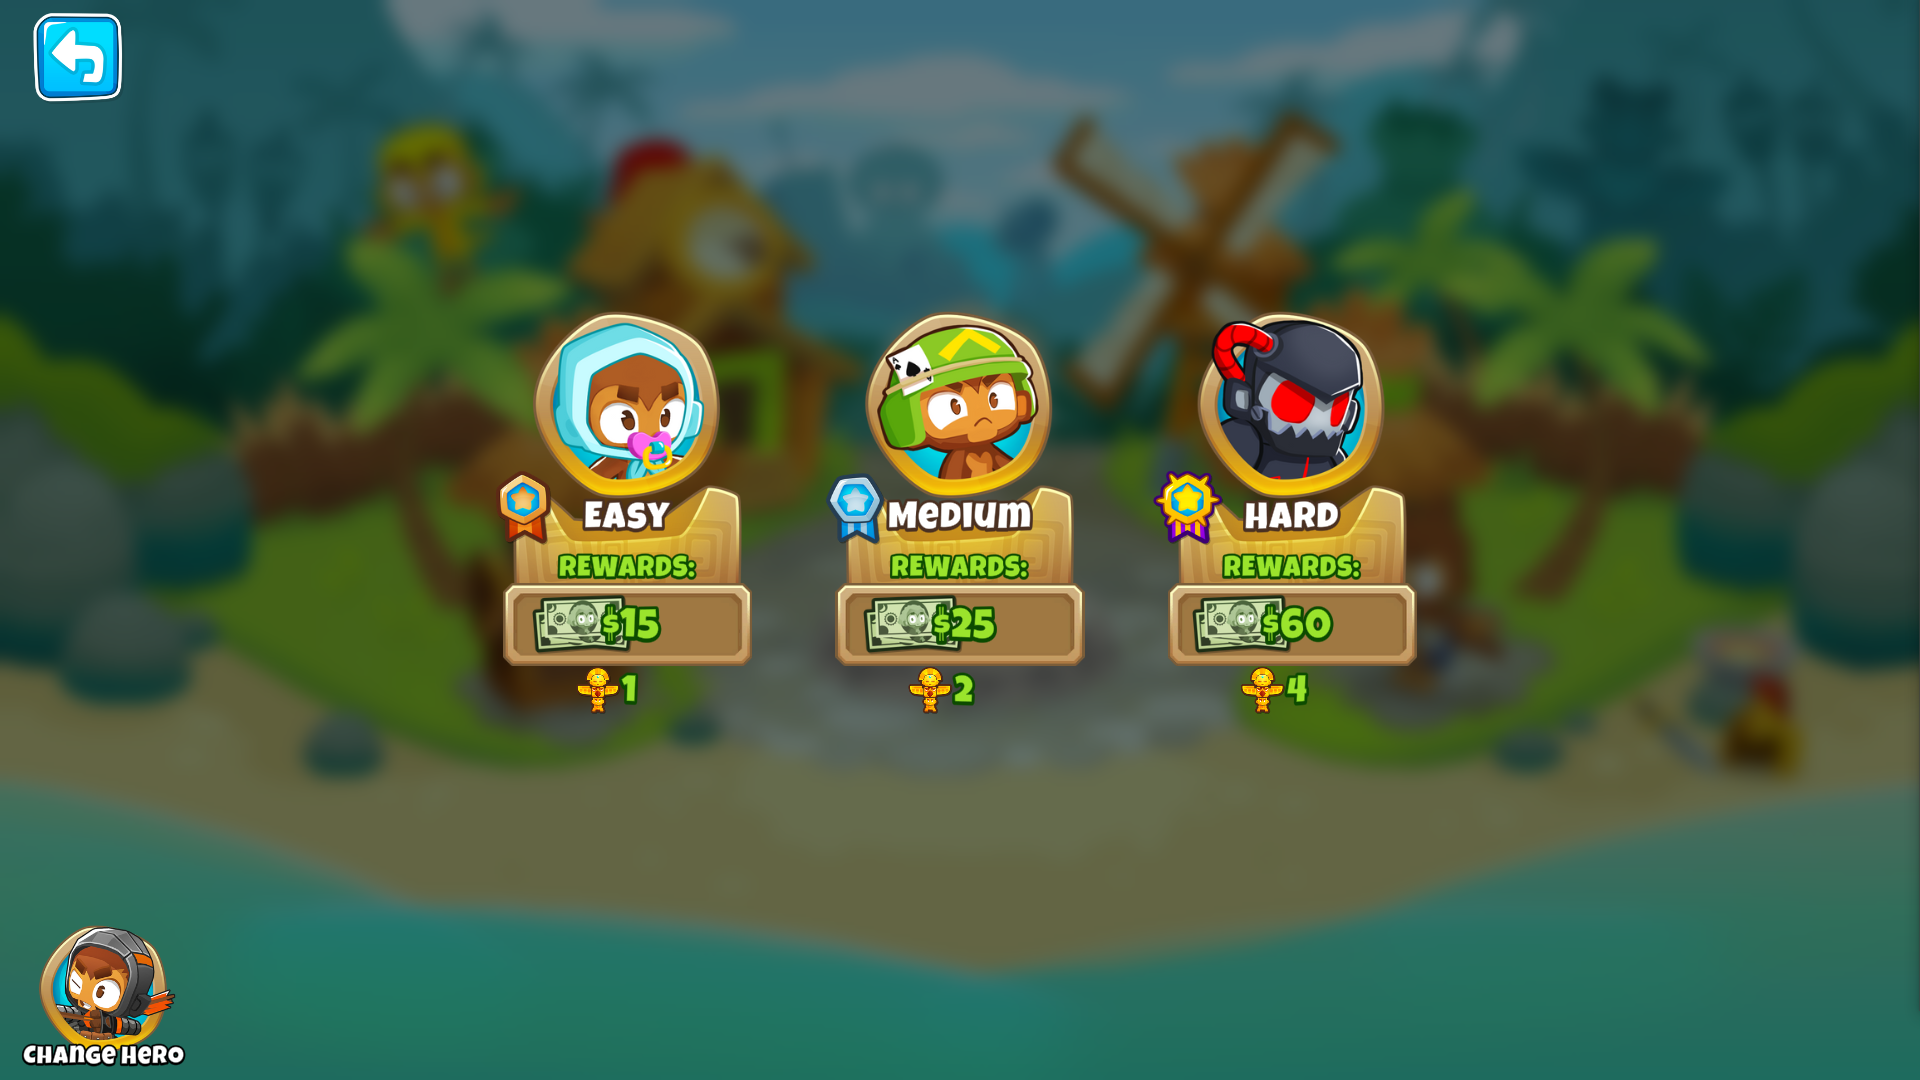 EASY
REWARDS:
$15
1
MEDIUM
REWARDS:
$25
2
HARD
REWARDS:
$60
4
CHANGE HERO